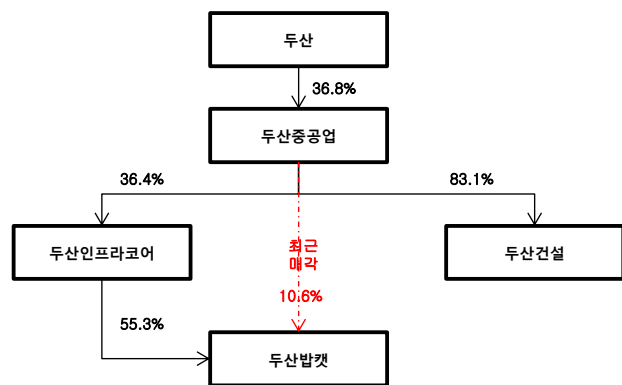 두산
36.8%
두산중공업
36.4%
83.1%
두산인프라코어
최근
매각
두산건설
10.6%
55.3%
두산밥캣